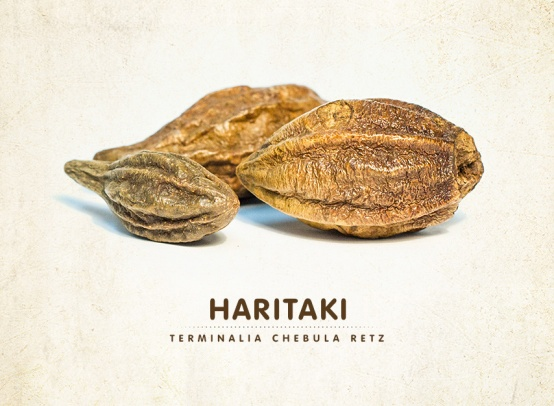 HARITAKI
TERMINALIA CHEBULA RETZ